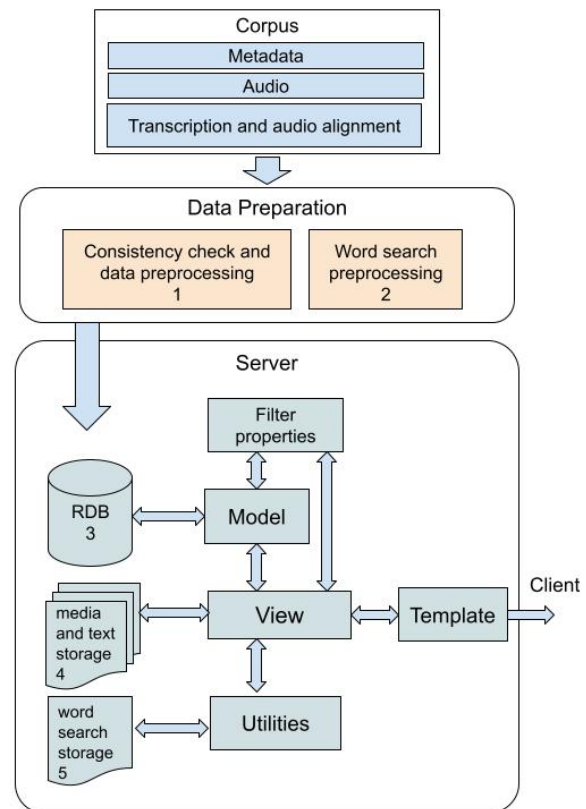 Corpus
Metadata
Audio
Transcription and audio alignment
Data Preparation
Consistency check and
data preprocessing
1
Word search
preprocessing
2
Server
Filter
properties
RDB
3
Model
media
and text
storage
4
View
Template
Client
word
search
storage
5
Utilities